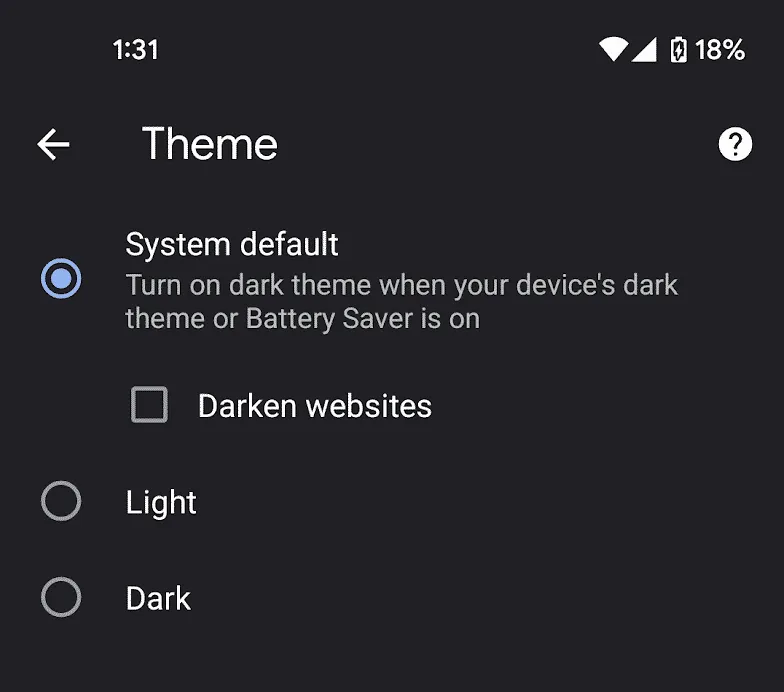 1:31
18%
Theme
System default
Turn on dark theme when your device's dark
theme or Battery Saver is on
Darken websites
Light
Dark